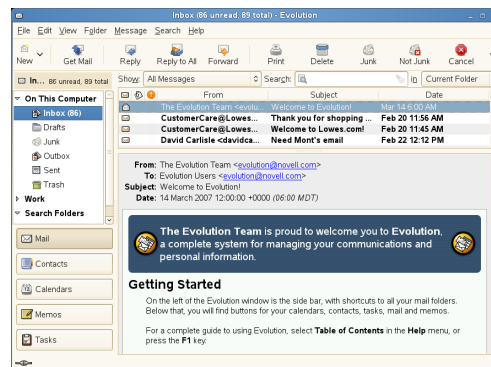 Inbox (86 unread, 89 total) - Evolution
File Edit View Folder Message Search Help
New Get Mail Reply Reply to All Forward Print Delete Junk Not Junk Cancel
In... 86 unread, 89 total Show: All Messages Search: in Current Folder
On This Computer
Inbox (86)
Drafts
Junk
Outbox
Sent
Trash
Work
Search Folders
Mail
Contacts
Calendars
Memos
Tasks
From Subject Date
The Evolution Team <evolu... Welcome to Evolution! Mar 14 6:00 AM
CustomerCare@Lowes... Thank you for shopping ... Feb 20 11:56 AM
CustomerCare@Lowes... Welcome to Lowes.com! Feb 20 11:45 AM
David Carlisle <davidca... Need Mont's email Feb 22 12:12 PM
From: The Evolution Team <evolution@novell.com>
To: Evolution Users <evolution@novell.com>
Subject: Welcome to Evolution!
Date: 14 March 2007 12:00:00 +0000 (06:00 MDT)
The Evolution Team is proud to welcome you to Evolution,
a complete system for managing your communications and
personal information.
Getting Started
On the left of the Evolution window is the side bar, with shortcuts to all your mail folders.
Below that, you will find buttons for your calendars, contacts, tasks, mail and memos.
For a complete guide to using Evolution, select Table of Contents in the Help menu, or
press the F1 key.